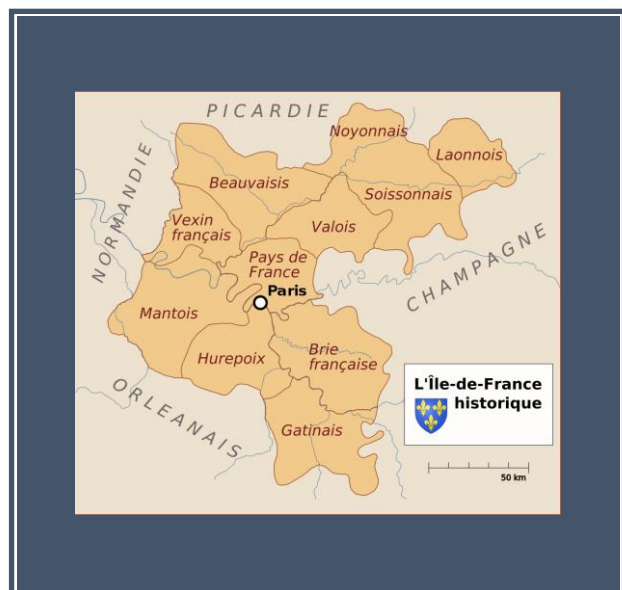 PICARDIE
Noyonnais
Laonnois
NORMANDIE
Beauvaisis
Soissonnais
Vexin
français
Valois
Pays de
France
CHAMPAGNE
Paris
Mantois
Hurepoix
Brie
française
ORLEANAIS
Gatinais
L'Île-de-France
historique
50 km